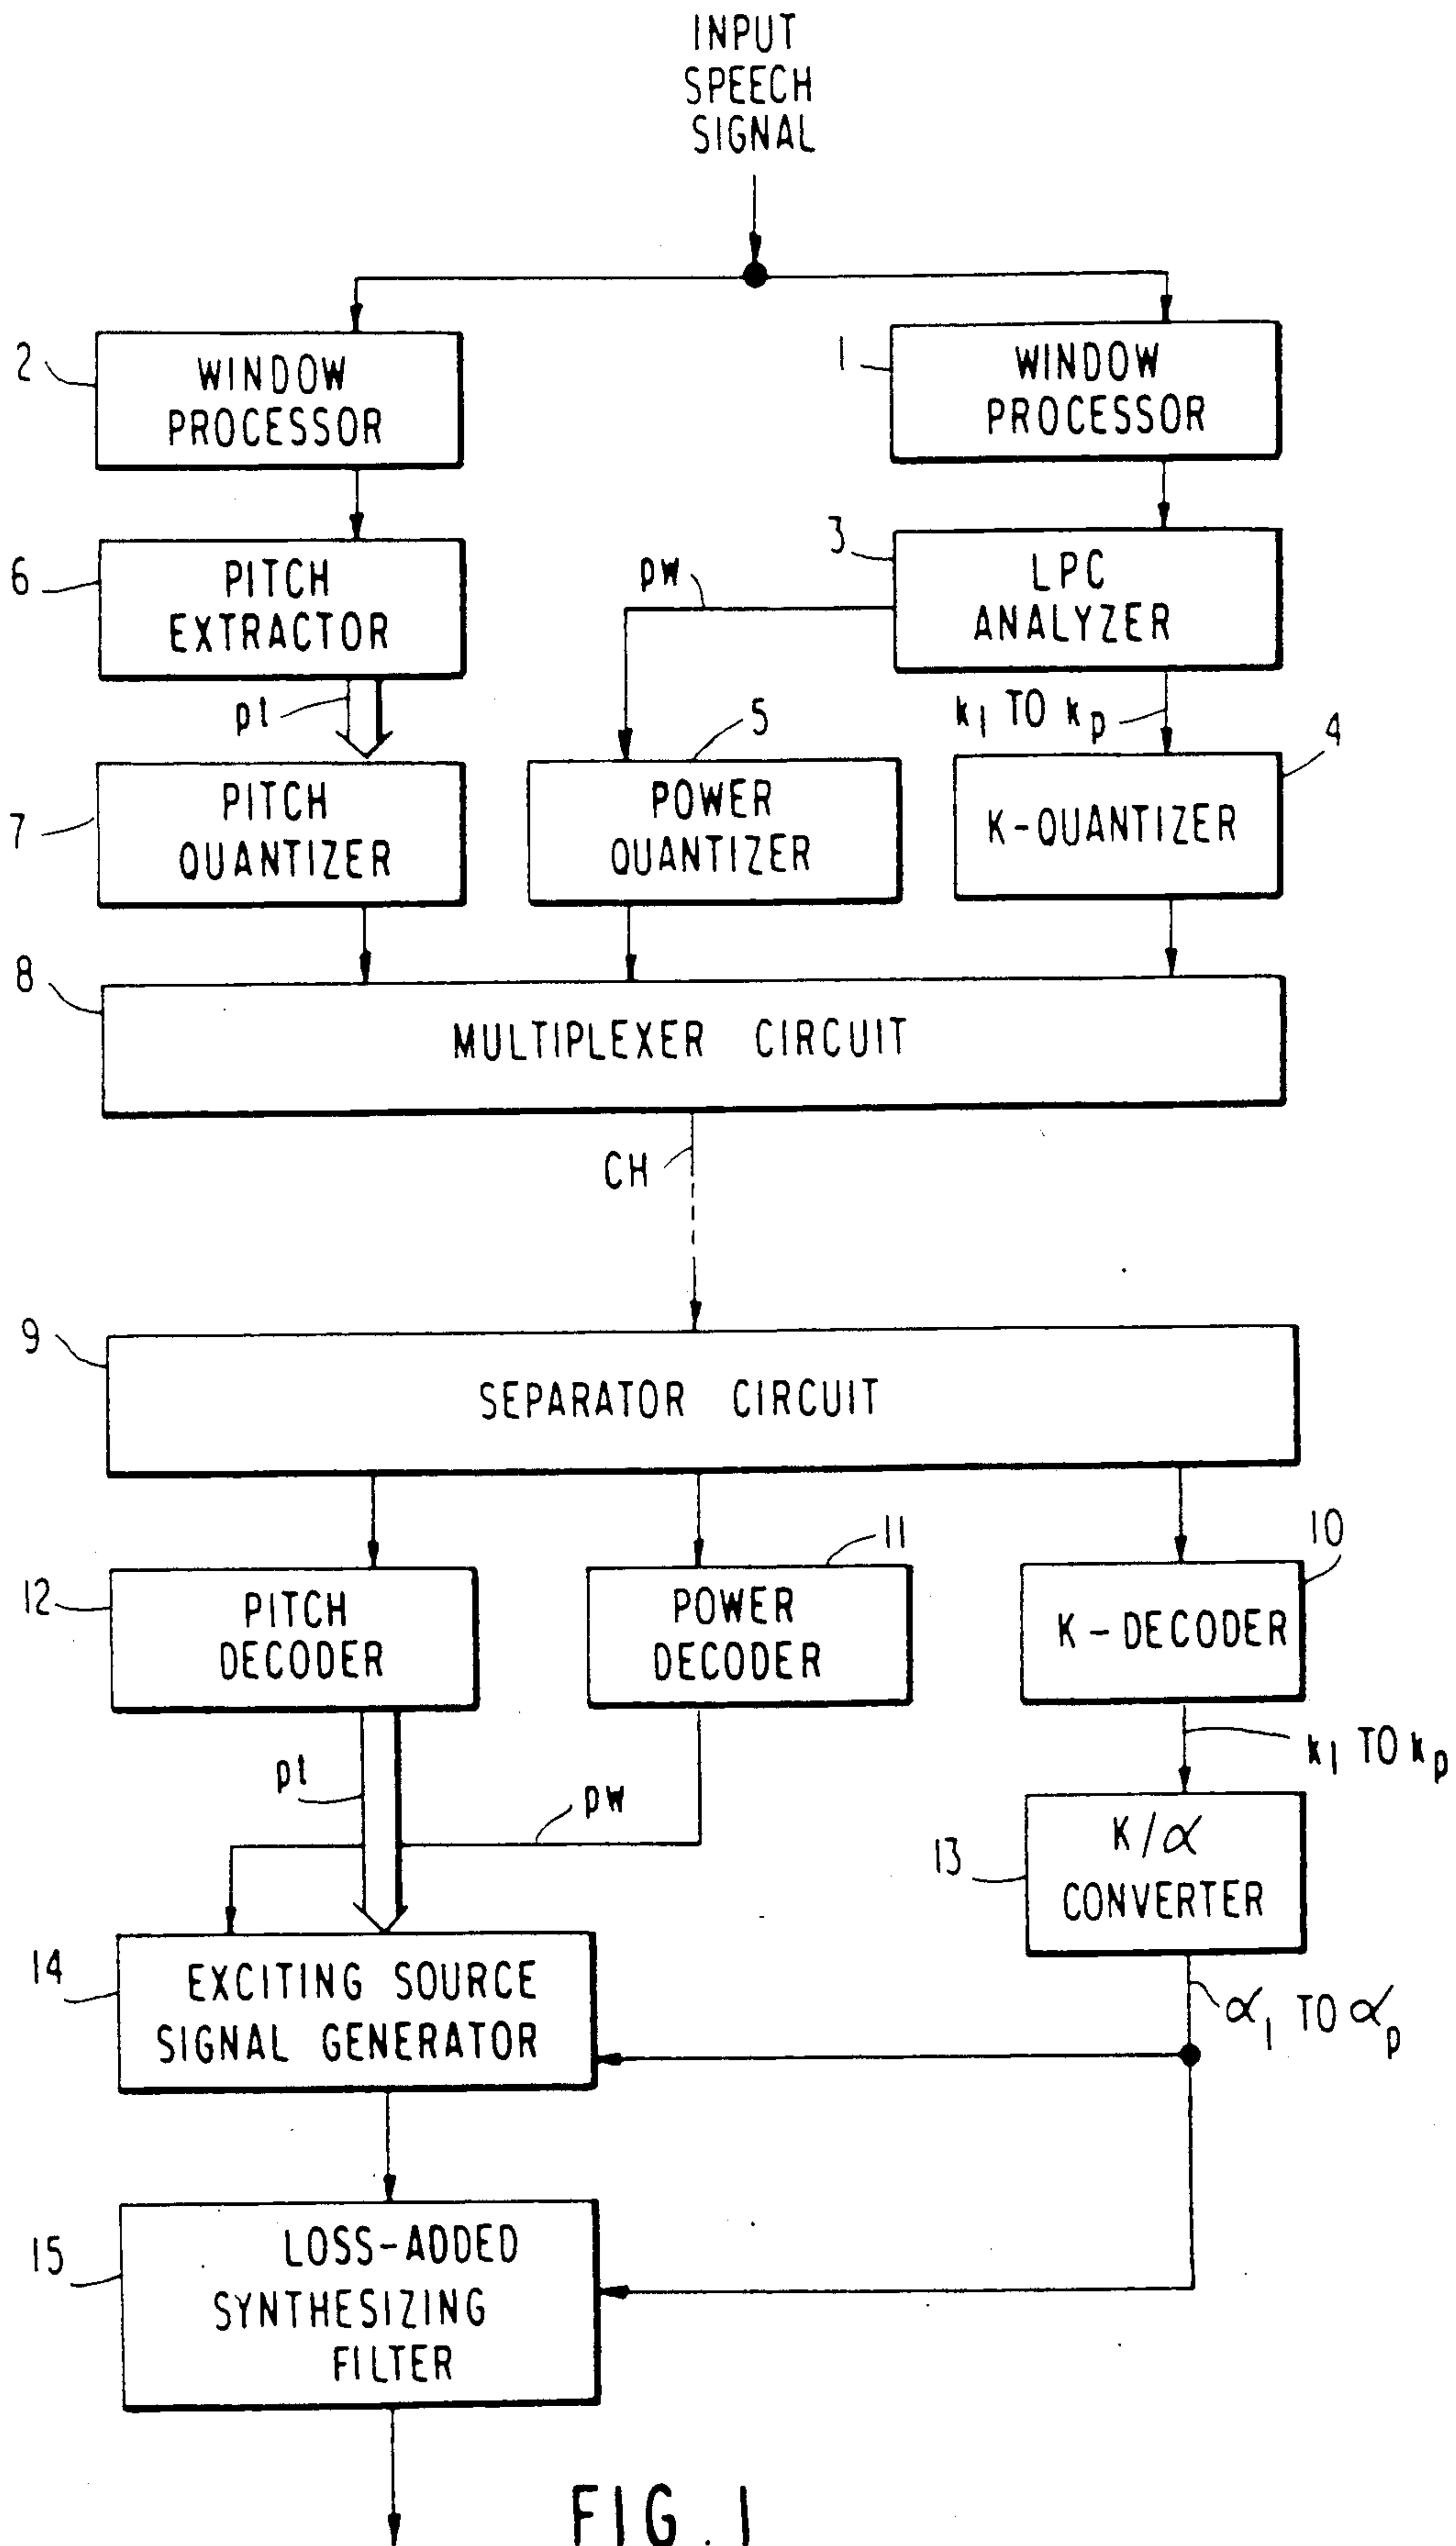 INPUT
SPEECH
SIGNAL
2
WINDOW
PROCESSOR
1
WINDOW
PROCESSOR
6
PITCH
EXTRACTOR
3
LPC
ANALYZER
pw
pt
k1 TO kp
7
PITCH
QUANTIZER
5
POWER
QUANTIZER
4
K-QUANTIZER
8
MULTIPLEXER CIRCUIT
CH
9
SEPARATOR CIRCUIT
12
PITCH
DECODER
11
POWER
DECODER
10
K-DECODER
pt
pw
k1 TO kp
13
K/α
CONVERTER
14
EXCITING SOURCE
SIGNAL GENERATOR
α1 TO αp
15
LOSS-ADDED
SYNTHESIZING
FILTER
FIG. 1